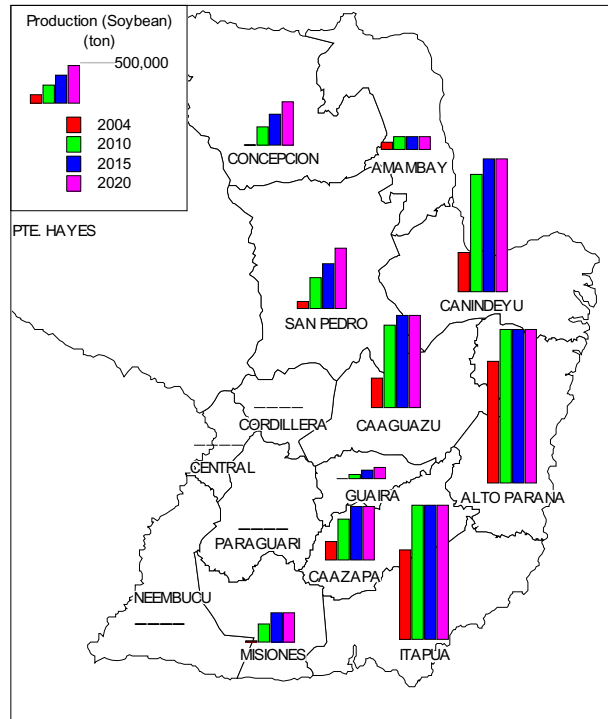 Production (Soybean)
(ton)
500,000
2004
2010
2015
2020
CONCEPCION
AMAMBAY
PTE. HAYES
CANINDEYU
SAN PEDRO
CORDILLERA
CAAGUAZU
CENTRAL
GUAIRA
ALTO PARANA
PARAGUARI
CAAZAPA
NEEMBUCU
MISIONES
ITAPUA